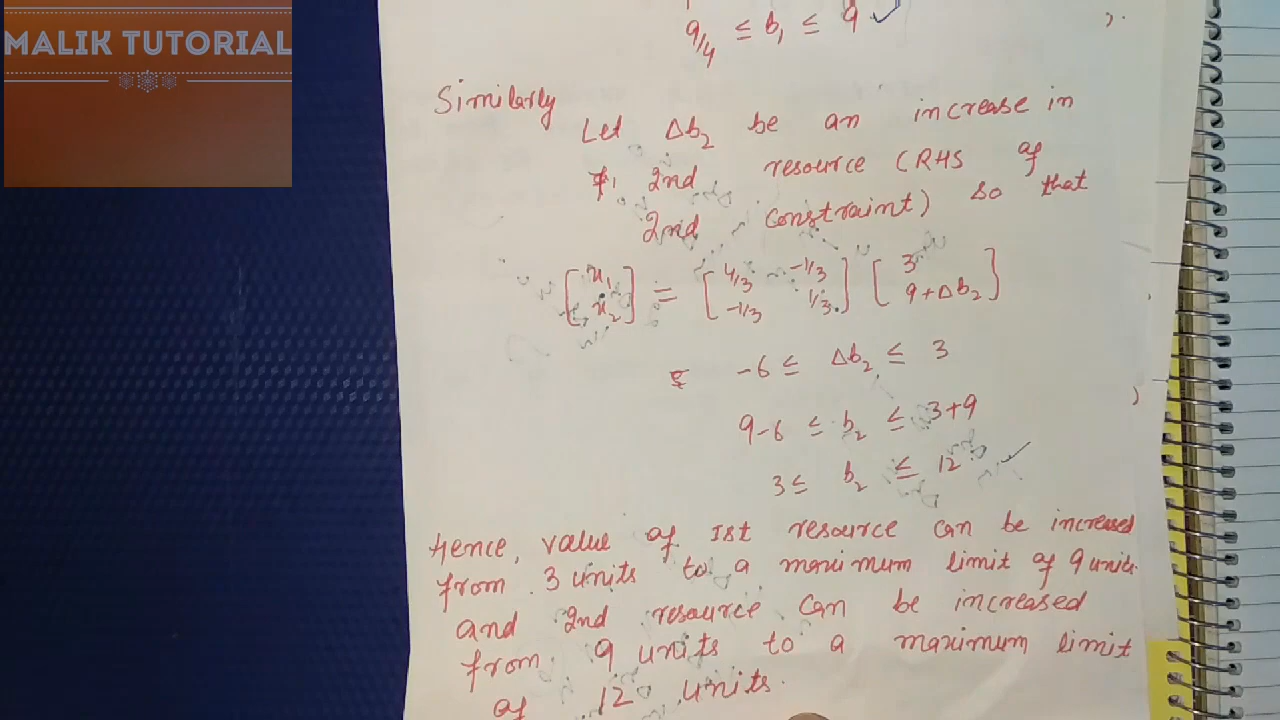 MALIK TUTORIAL
9/4 ≤ b₁ ≤ 9 ✓
Similarly
Let Δb₂ be an increase in
2nd resource (RHS of
2nd constraint) so that
[x₁ x₂] = [4/3 -1/3 -1/3 1/3] [3 9+Δb₂]
-6 ≤ Δb₂ ≤ 3
9-6 ≤ b₂ ≤ 3+9
3 ≤ b₂ ≤ 12 ✓
Hence, value of Ist resource can be increased
from 3 units to a maximum limit of 9 units
and 2nd resource can be increased
from 9 units to a maximum limit
of 12 units.